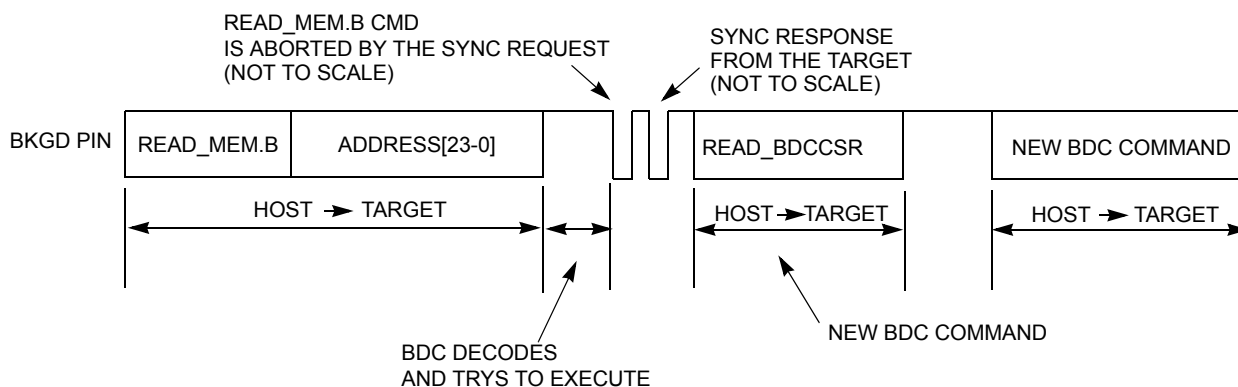 READ_MEM.B CMD
IS ABORTED BY THE SYNC REQUEST
(NOT TO SCALE)
SYNC RESPONSE
FROM THE TARGET
(NOT TO SCALE)
BKGD PIN
READ_MEM.B
ADDRESS[23-0]
READ_BDCCSR
NEW BDC COMMAND
HOST → TARGET
HOST → TARGET
HOST → TARGET
NEW BDC COMMAND
BDC DECODES
AND TRYS TO EXECUTE